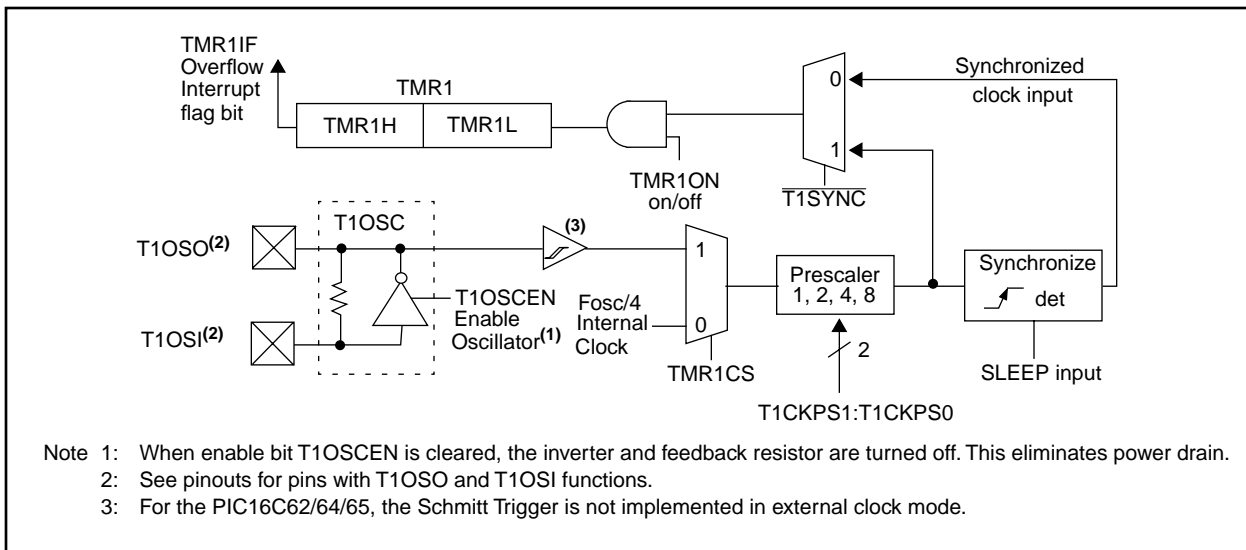 TMR1IF
Overflow
Interrupt
flag bit
TMR1
TMR1H
TMR1L
TMR1ON
on/off
0
1
T1SYNC
Synchronized
clock input
T1OSO(2)
T1OSC
(3)
T1OSCEN
Enable
Oscillator(1)
T1OSI(2)
Fosc/4
Internal
Clock
1
0
TMR1CS
Prescaler
1, 2, 4, 8
2
T1CKPS1:T1CKPS0
Synchronize
det
SLEEP input
Note 1: When enable bit T1OSCEN is cleared, the inverter and feedback resistor are turned off. This eliminates power drain.
2: See pinouts for pins with T1OSO and T1OSI functions.
3: For the PIC16C62/64/65, the Schmitt Trigger is not implemented in external clock mode.